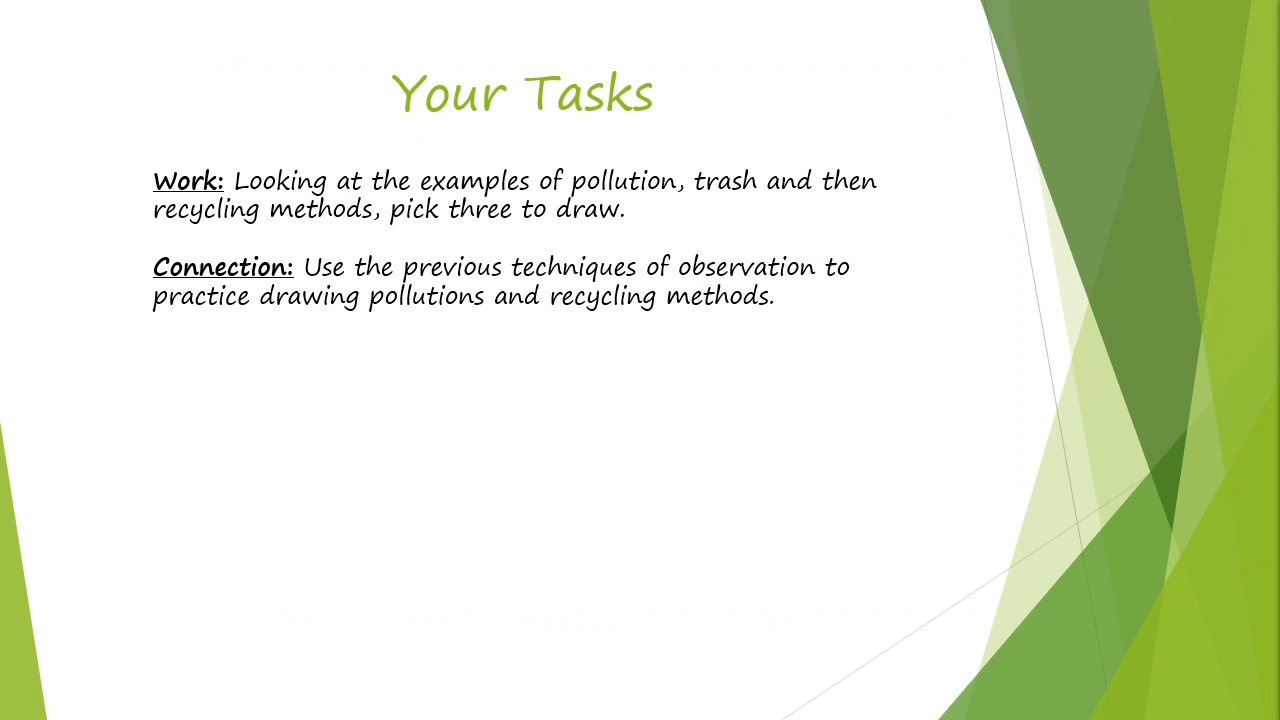 Your Tasks
Work: Looking at the examples of pollution, trash and then
recycling methods, pick three to draw.
Connection: Use the previous techniques of observation to
practice drawing pollutions and recycling methods.